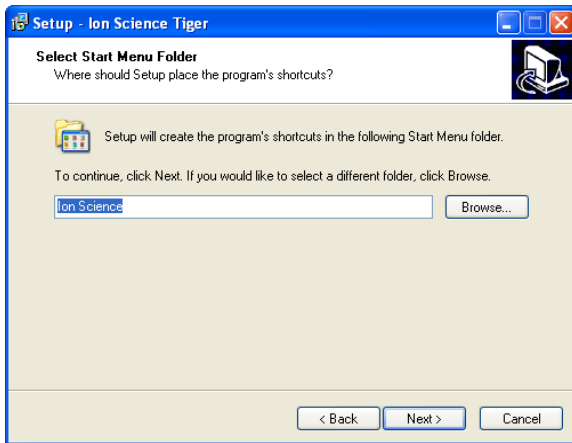 Setup - Ion Science Tiger
Select Start Menu Folder
Where should Setup place the program's shortcuts?
Setup will create the program's shortcuts in the following Start Menu folder.
To continue, click Next. If you would like to select a different folder, click Browse.
Ion Science
Browse...
< Back
Next >
Cancel